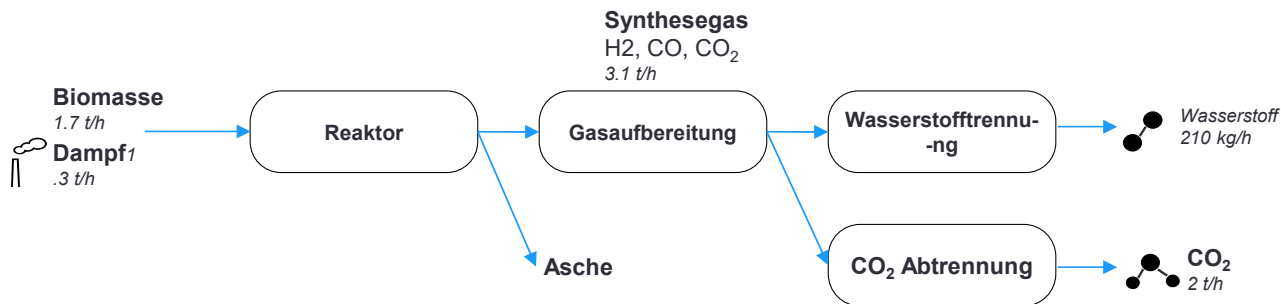 Synthesegas
H2, CO, CO₂
3.1 t/h
Biomasse
1.7 t/h
Dampf1
.3 t/h
Reaktor
Gasaufbereitung
Wasserstofftrennu-
-ng
Wasserstoff
210 kg/h
Asche
CO₂ Abtrennung
CO₂
2 t/h